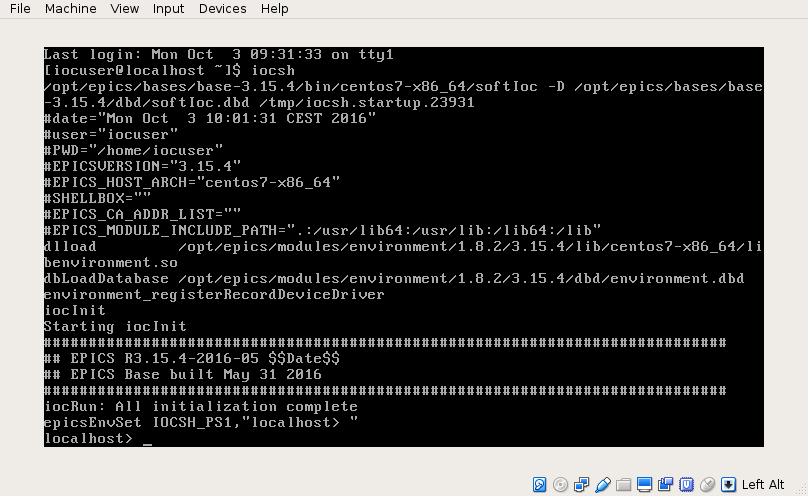 File Machine View Input Devices Help
Last login: Mon Oct  3 09:31:33 on tty1
[iocuser@localhost ~]$ iocsh
/opt/epics/bases/base-3.15.4/bin/centos7-x86_64/softIoc -D /opt/epics/bases/base
-3.15.4/dbd/softIoc.dbd /tmp/iocsh.startup.23931
#date="Mon Oct  3 10:01:31 CEST 2016"
#user="iocuser"
#PWD="/home/iocuser"
#EPICSVERSION="3.15.4"
#EPICS_HOST_ARCH="centos7-x86_64"
#SHELLBOX=""
#EPICS_CA_ADDR_LIST=""
#EPICS_MODULE_INCLUDE_PATH=".:/usr/lib64:/usr/lib:/lib64:/lib"
dlload         /opt/epics/modules/environment/1.8.2/3.15.4/lib/centos7-x86_64/li
benvironment.so
dbLoadDatabase /opt/epics/modules/environment/1.8.2/3.15.4/dbd/environment.dbd
environment_registerRecordDeviceDriver
iocInit
Starting iocInit
############################################################################
## EPICS R3.15.4-2016-05 $$Date$$
## EPICS Base built May 31 2016
############################################################################
iocRun: All initialization complete
epicsEnvSet IOCSH_PS1,"localhost> "
localhost> _
Left Alt